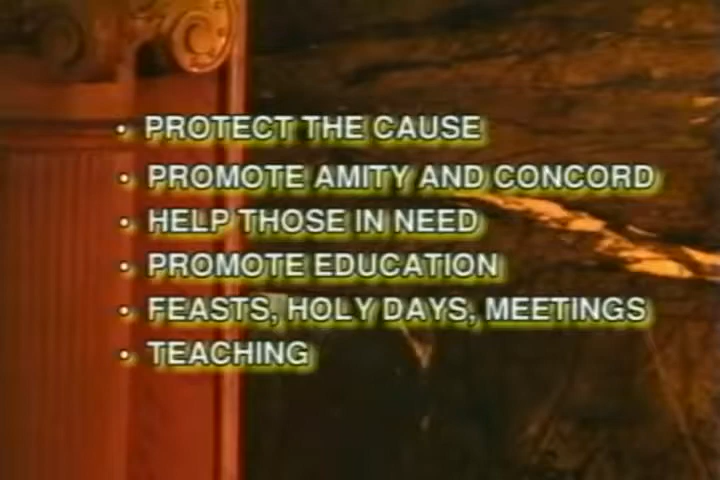 • PROTECT THE CAUSE
• PROMOTE AMITY AND CONCORD
• HELP THOSE IN NEED
• PROMOTE EDUCATION
• FEASTS, HOLY DAYS, MEETINGS
• TEACHING